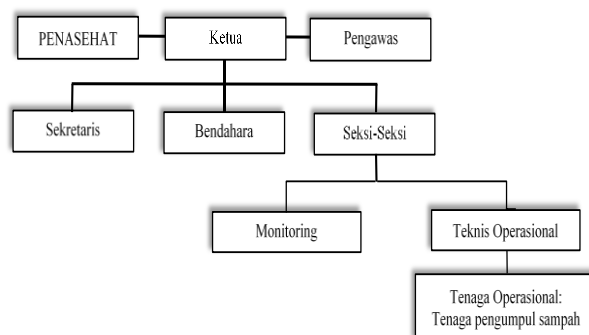 PENASEHAT
Ketua
Pengawas
Sekretaris
Bendahara
Seksi-Seksi
Monitoring
Teknis Operasional
Tenaga Operasional:
Tenaga pengumpul sampah